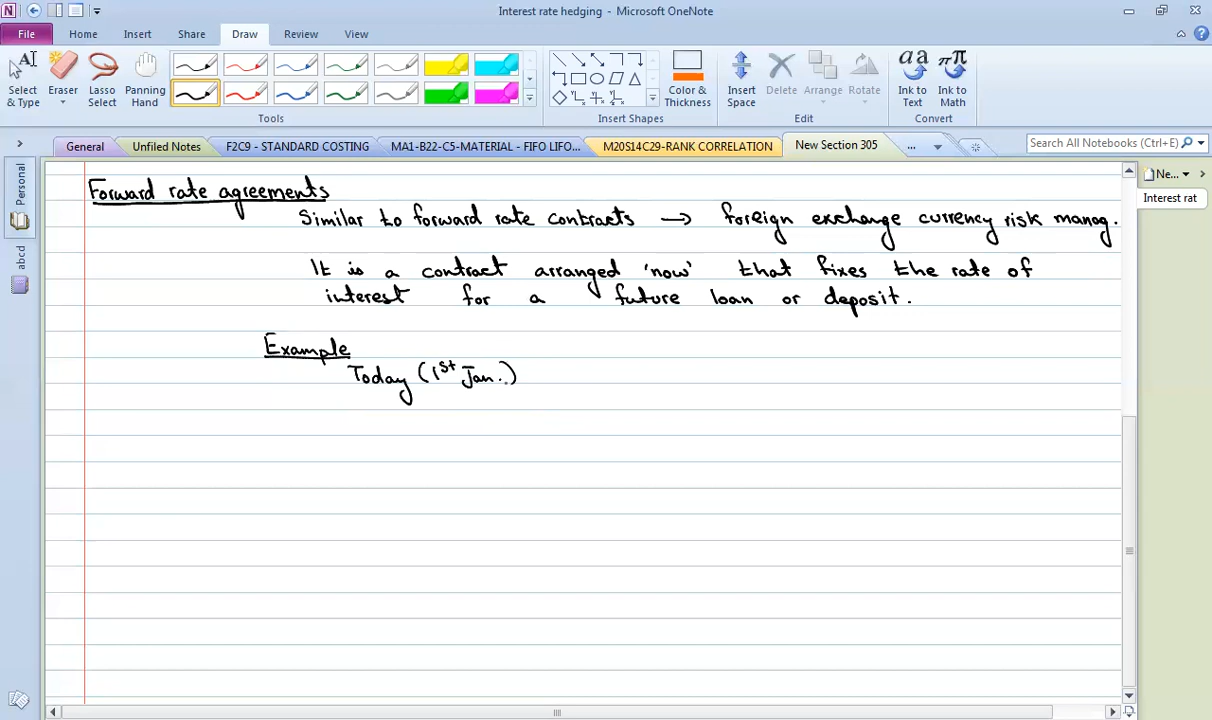 Interest rate hedging - Microsoft OneNote
File Home Insert Share Draw Review View
Select & Type
Eraser
Lasso Select
Panning Hand
Color & Thickness
Insert Space
Delete
Arrange
Rotate
Ink to Text
Ink to Math
Tools Insert Shapes Edit Convert
General Unfiled Notes F2C9 - STANDARD COSTING MA1-B22-C5-MATERIAL - FIFO LIFO... M20S14C29-RANK CORRELATION New Section 305 ... Search All Notebooks (Ctrl+E)
Personal
abcd
Ne...
Interest rat
Forward rate agreements
Similar to forward rate contracts → foreign exchange currency risk manag.
It is a contract arranged 'now' that fixes the rate of
interest for a future loan or deposit.
Example
Today (1st Jan.)